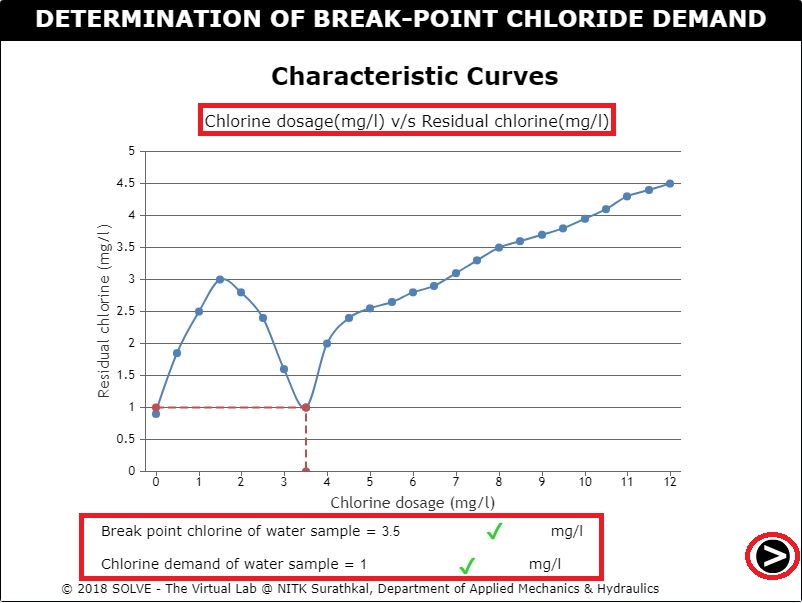 DETERMINATION OF BREAK-POINT CHLORIDE DEMAND
Characteristic Curves
Chlorine dosage(mg/l) v/s Residual chlorine(mg/l)
Residual chlorine (mg/l)
5
4.5
4
3.5
3
2.5
2
1.5
1
0.5
0
0 1 2 3 4 5 6 7 8 9 10 11 12
Chlorine dosage (mg/l)
Break point chlorine of water sample = 3.5 ✓ mg/l
Chlorine demand of water sample = 1 ✓ mg/l
© 2018 SOLVE - The Virtual Lab @ NITK Surathkal, Department of Applied Mechanics & Hydraulics